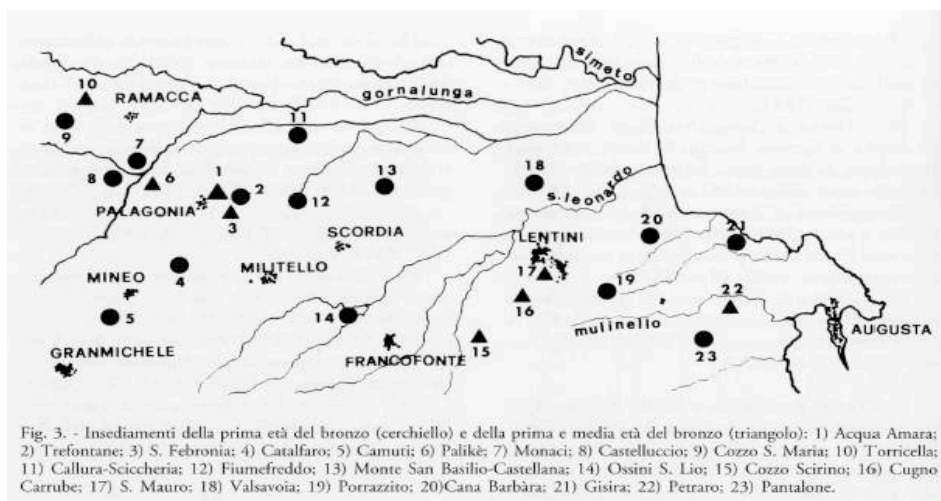 simeto
gornalunga
10
RAMACCA
9
11
7
8
6
1
2
13
18
12
3
s.leonardo
PALAGONIA
20
21
SCORDIA
LENTINI
MINEO
4
MILITELLO
17
19
22
16
5
14
mulinello
AUGUSTA
GRANMICHELE
FRANCOFONTE
15
23
Fig. 3. - Insediamenti della prima età del bronzo (cerchiello) e della prima e media età del bronzo (triangolo): 1) Acqua Amara;
2) Trefontane; 3) S. Febronia; 4) Catalfaro; 5) Camuti; 6) Palikè; 7) Monaci; 8) Castelluccio; 9) Cozzo S. Maria; 10) Torricella;
11) Callura-Sciccheria; 12) Fiumefreddo; 13) Monte San Basilio-Castellana; 14) Ossini S. Lio; 15) Cozzo Scirino; 16) Cugno
Carrube; 17) S. Mauro; 18) Valsavoia; 19) Porrazzito; 20)Cana Barbàra; 21) Gisira; 22) Petraro; 23) Pantalone.